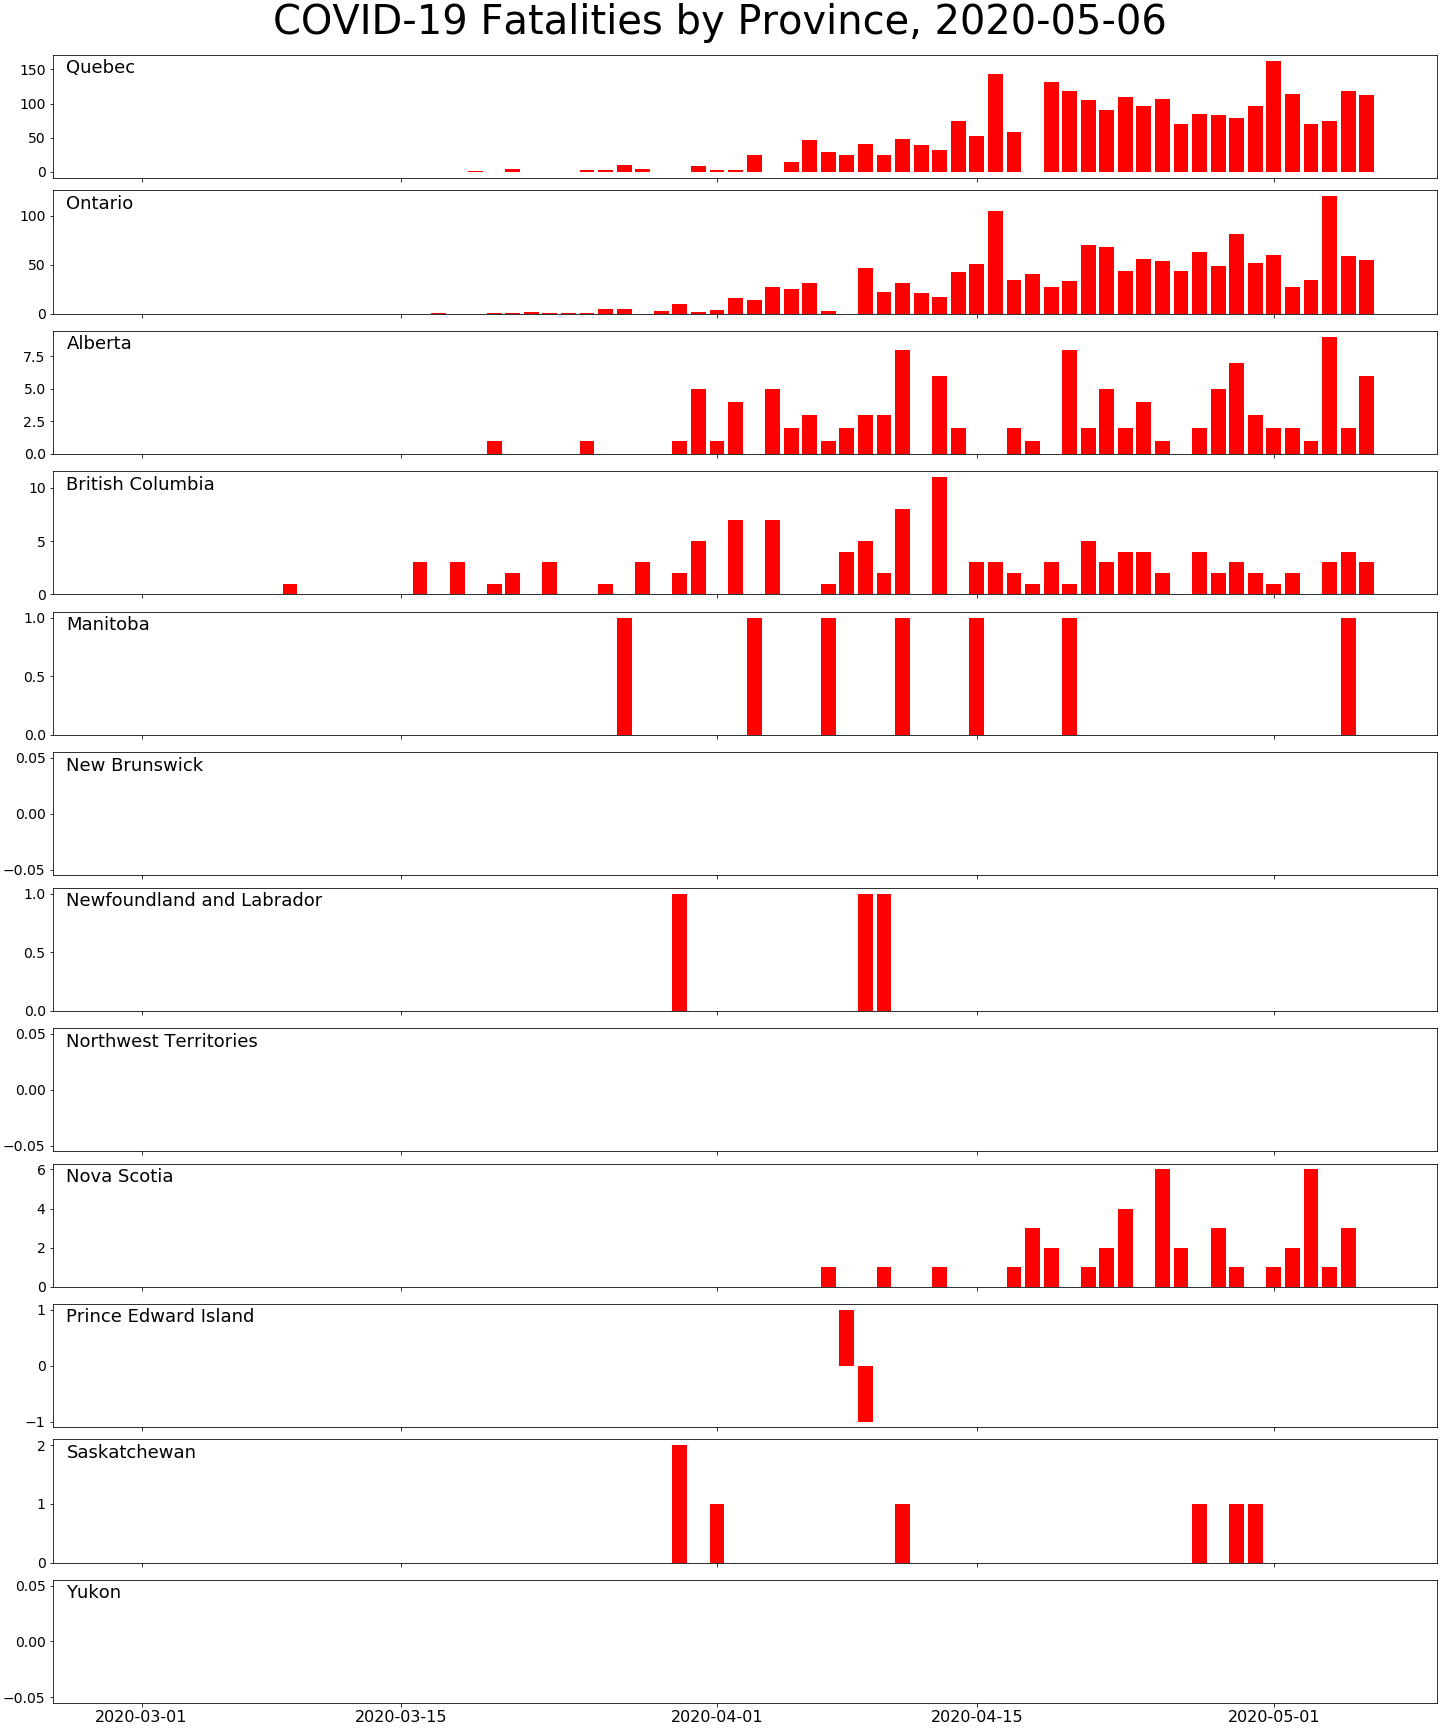 COVID-19 Fatalities by Province, 2020-05-06
Quebec
150
100
50
0
Ontario
100
50
0
Alberta
7.5
5.0
2.5
0.0
British Columbia
10
5
0
Manitoba
1.0
0.5
0.0
New Brunswick
0.05
0.00
−0.05
Newfoundland and Labrador
1.0
0.5
0.0
Northwest Territories
0.05
0.00
−0.05
Nova Scotia
6
4
2
0
Prince Edward Island
1
0
−1
Saskatchewan
2
1
0
Yukon
0.05
0.00
−0.05
2020-03-01 2020-03-15 2020-04-01 2020-04-15 2020-05-01